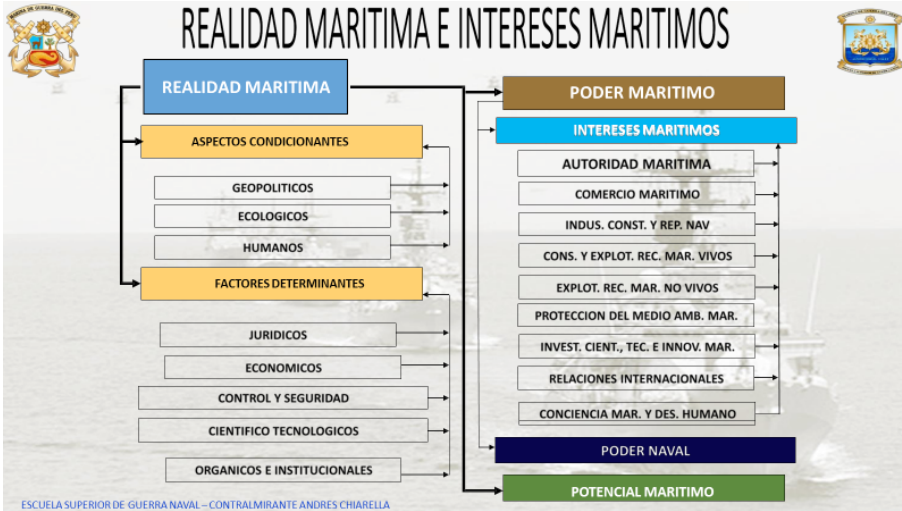 REALIDAD MARITIMA E INTERESES MARITIMOS
REALIDAD MARITIMA
ASPECTOS CONDICIONANTES
GEOPOLITICOS
ECOLOGICOS
HUMANOS
FACTORES DETERMINANTES
JURIDICOS
ECONOMICOS
CONTROL Y SEGURIDAD
CIENTIFICO TECNOLOGICOS
ORGANICOS E INSTITUCIONALES
PODER MARITIMO
INTERESES MARITIMOS
AUTORIDAD MARITIMA
COMERCIO MARITIMO
INDUS. CONST. Y REP. NAV
CONS. Y EXPLOT. REC. MAR. VIVOS
EXPLOT. REC. MAR. NO VIVOS
PROTECCION DEL MEDIO AMB. MAR.
INVEST. CIENT., TEC. E INNOV. MAR.
RELACIONES INTERNACIONALES
CONCIENCIA MAR. Y DES. HUMANO
PODER NAVAL
POTENCIAL MARITIMO
ESCUELA SUPERIOR DE GUERRA NAVAL – CONTRALMIRANTE ANDRES CHIARELLA